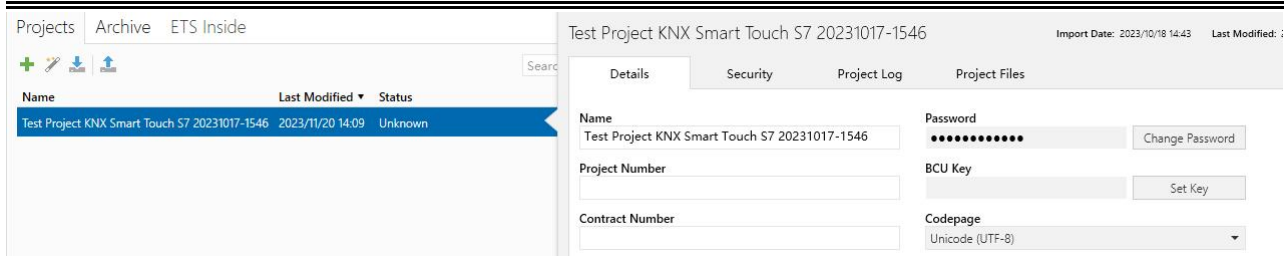 Projects Archive ETS Inside
Name Last Modified Status
Test Project KNX Smart Touch S7 20231017-1546 2023/11/20 14:09 Unknown
Test Project KNX Smart Touch S7 20231017-1546
Import Date: 2023/10/18 14:43 Last Modified:
Details Security Project Log Project Files
Name
Test Project KNX Smart Touch S7 20231017-1546
Password
Change Password
Project Number
BCU Key
Set Key
Contract Number
Codepage
Unicode (UTF-8)